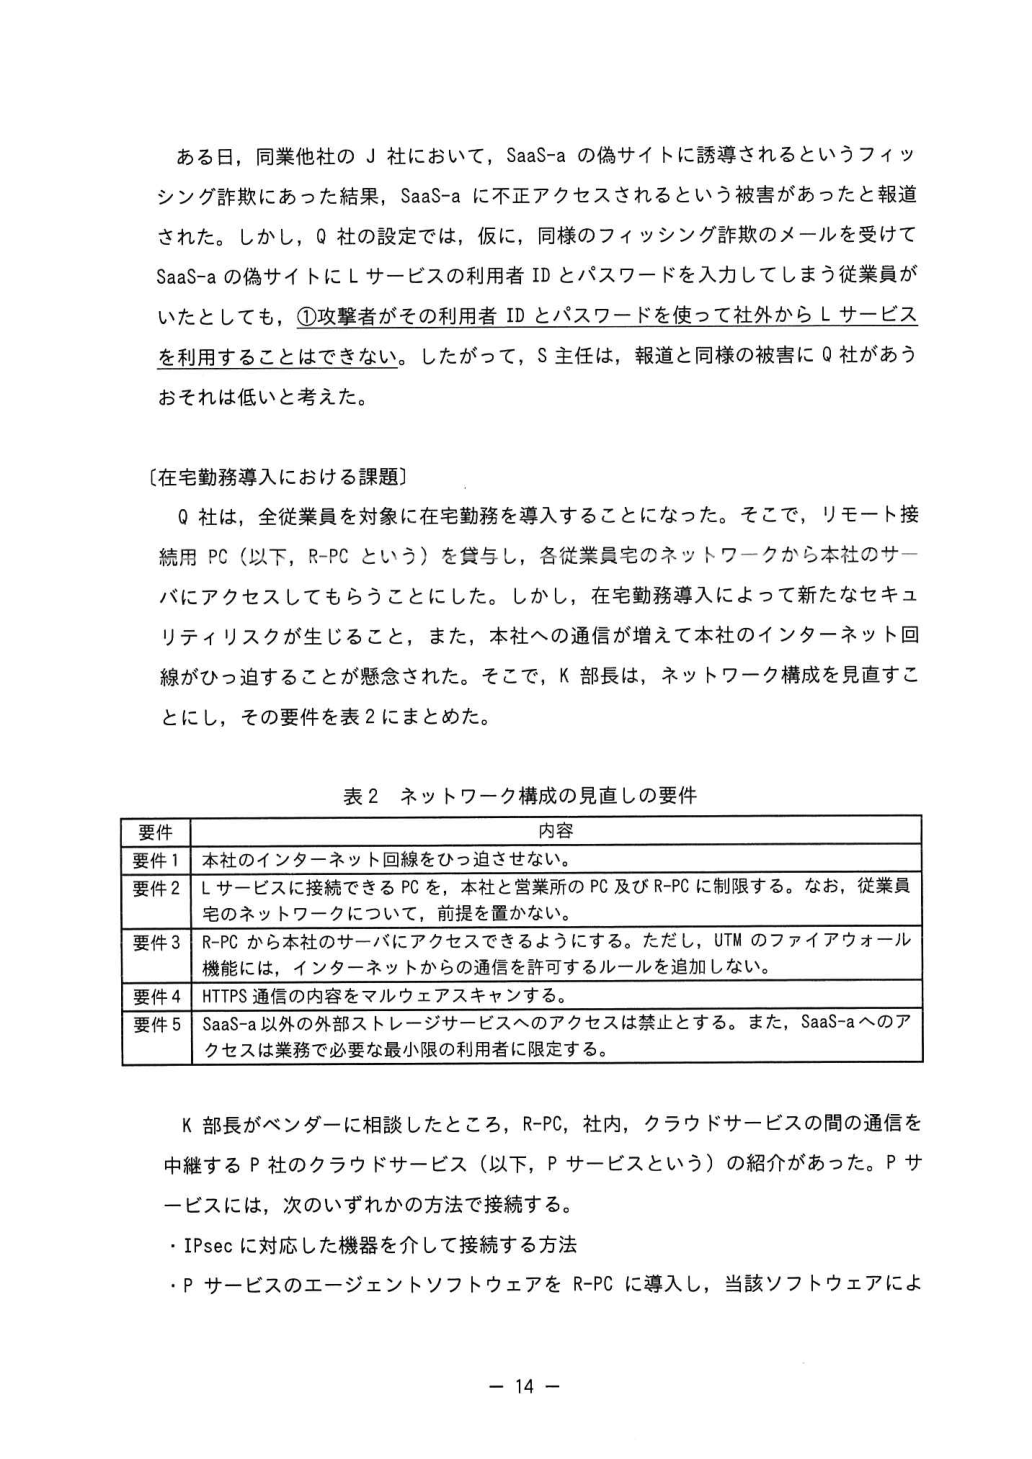 ある日，同業他社の J 社において，SaaS-a の偽サイトに誘導されるというフィッ
シング詐欺にあった結果，SaaS-a に不正アクセスされるという被害があったと報道
された。しかし，Q 社の設定では，仮に，同様のフィッシング詐欺のメールを受けて
SaaS-a の偽サイトに L サービスの利用者 ID とパスワードを入力してしまう従業員が
いたとしても，①攻撃者がその利用者 ID とパスワードを使って社外から L サービス
を利用することはできない。したがって，S 主任は，報道と同様の被害に Q 社があう
おそれは低いと考えた。
〔在宅勤務導入における課題〕
Q 社は，全従業員を対象に在宅勤務を導入することになった。そこで，リモート接
続用 PC（以下，R-PC という）を貸与し，各従業員宅のネットワークから本社のサー
バにアクセスしてもらうことにした。しかし，在宅勤務導入によって新たなセキュ
リティリスクが生じること，また，本社への通信が増えて本社のインターネット回
線がひっ迫することが懸念された。そこで，K 部長は，ネットワーク構成を見直すこ
とにし，その要件を表 2 にまとめた。
表 2　ネットワーク構成の見直しの要件
要件　内容
要件 1　本社のインターネット回線をひっ迫させない。
要件 2　L サービスに接続できる PC を，本社と営業所の PC 及び R-PC に制限する。なお，従業員
宅のネットワークについて，前提を置かない。
要件 3　R-PC から本社のサーバにアクセスできるようにする。ただし，UTM のファイアウォール
機能には，インターネットからの通信を許可するルールを追加しない。
要件 4　HTTPS 通信の内容をマルウェアスキャンする。
要件 5　SaaS-a 以外の外部ストレージサービスへのアクセスは禁止とする。また，SaaS-a へのア
クセスは業務で必要な最小限の利用者に限定する。
K 部長がベンダーに相談したところ，R-PC，社内，クラウドサービスの間の通信を
中継する P 社のクラウドサービス（以下，P サービスという）の紹介があった。P サ
ービスには，次のいずれかの方法で接続する。
・IPsec に対応した機器を介して接続する方法
・P サービスのエージェントソフトウェアを R-PC に導入し，当該ソフトウェアによ
－ 14 －